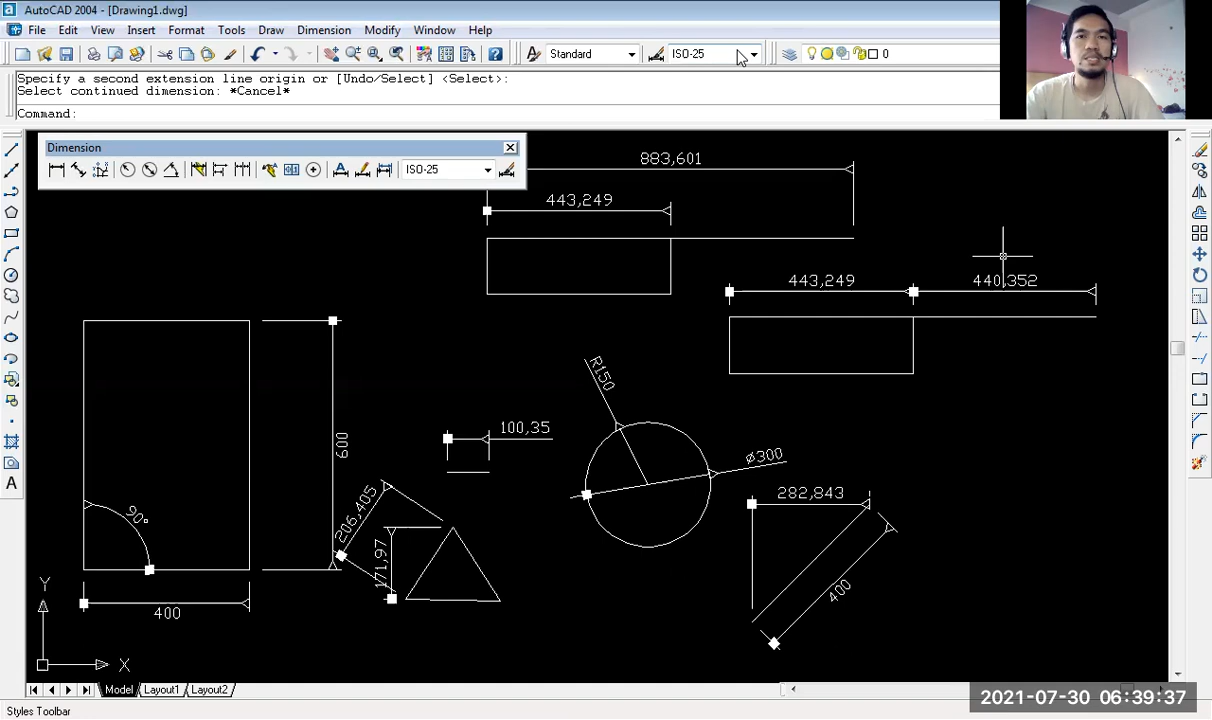 AutoCAD 2004 - [Drawing1.dwg]
File Edit View Insert Format Tools Draw Dimension Modify Window Help
Standard ISO-25 0
Specify a second extension line origin or [Undo/Select] <Select>:
Select continued dimension: *Cancel*
Command:
Dimension
ISO-25
883,601
443,249
443,249
440,352
600
90°
400
100,35
206,405
171,97
R150
ø300
282,843
400
Y
X
A
Model Layout1 Layout2
2021-07-30 06:39:37
Styles Toolbar